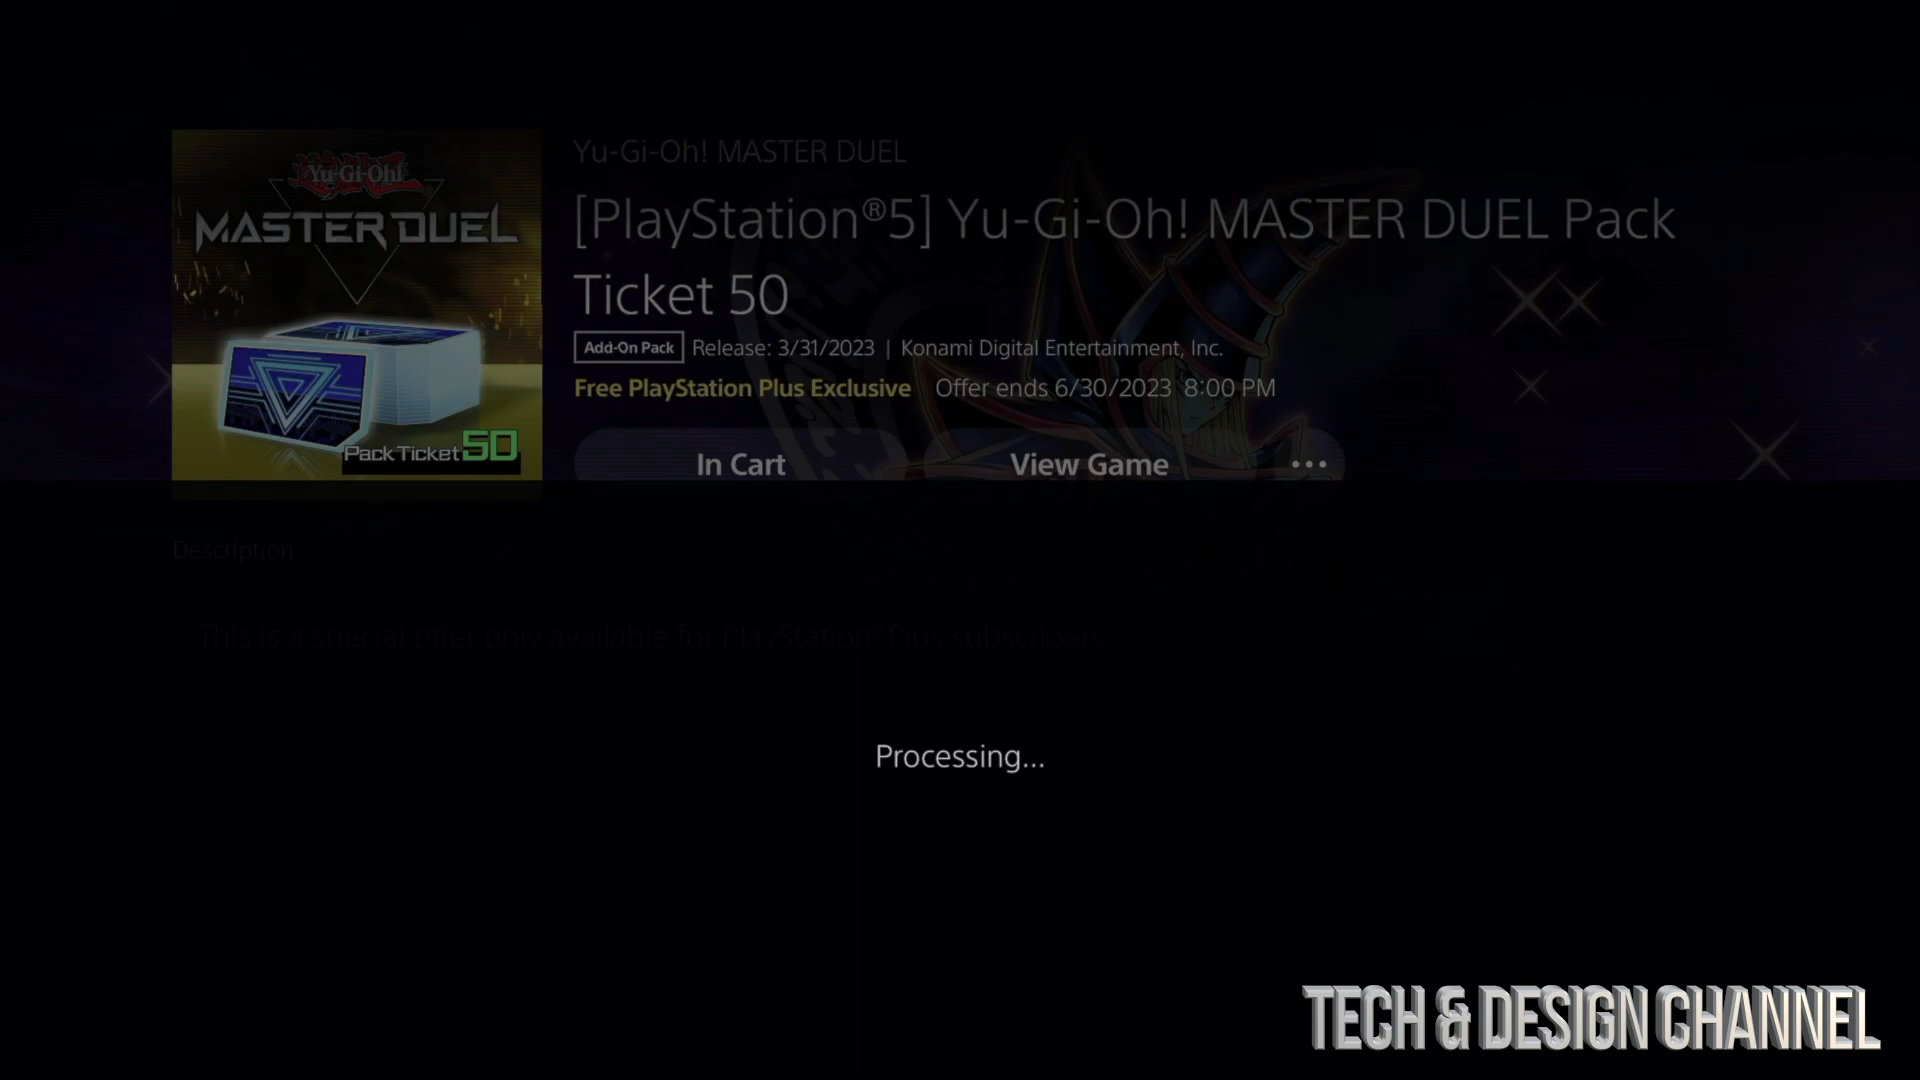 Yu-Gi-Oh!
MASTER DUEL
Pack Ticket 50
Yu-Gi-Oh! MASTER DUEL
[PlayStation®5] Yu-Gi-Oh! MASTER DUEL Pack
Ticket 50
Add-On Pack Release: 3/31/2023 | Konami Digital Entertainment, Inc.
Free PlayStation Plus Exclusive Offer ends 6/30/2023 8:00 PM
In Cart View Game ...
Description
This is a special offer only available for PlayStation®Plus subscribers.
Processing...
TECH & DESIGN CHANNEL